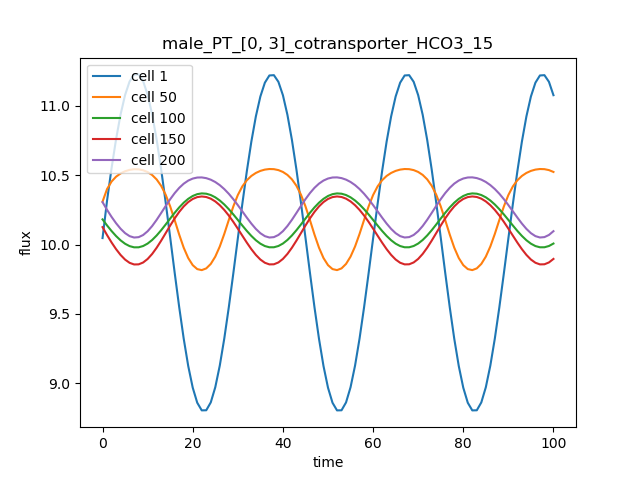 male_PT_[0, 3]_cotransporter_HCO3_15
cell 1
cell 50
cell 100
cell 150
cell 200
11.0
10.5
10.0
9.5
9.0
flux
0
20
40
60
80
100
time